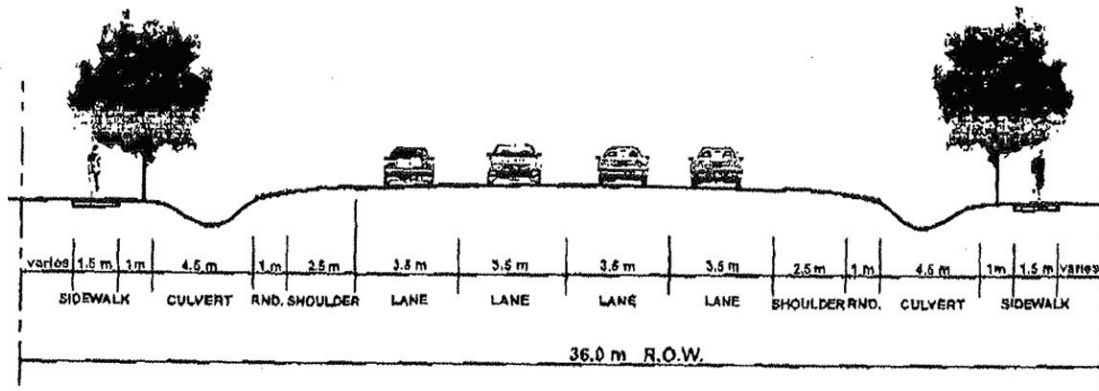 varies 1.5 m 1m 4.5 m 1 m 2.5 m 3.5 m 3.5 m 3.5 m 3.5 m 2.5 m 1 m 4.5 m 1m 1.5 m varies
SIDEWALK CULVERT RND. SHOULDER LANE LANE LANE LANE SHOULDER RND. CULVERT SIDEWALK
36.0 m R.O.W.